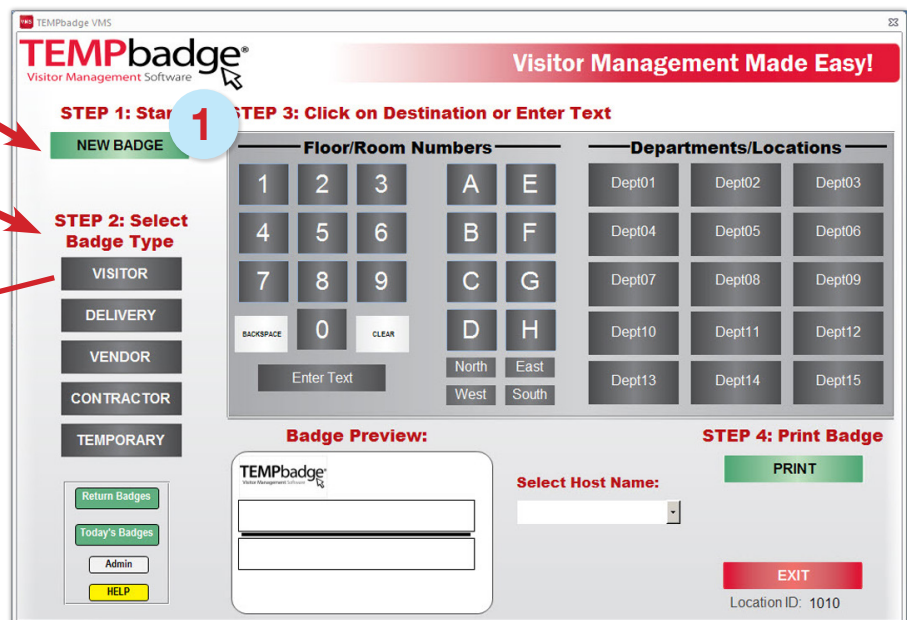 VMS TEMPbadge VMS
TEMPbadge®
Visitor Management Software
Visitor Management Made Easy!
STEP 1: Star
1
STEP 3: Click on Destination or Enter Text
NEW BADGE
Floor/Room Numbers
Departments/Locations
1 2 3 A E Dept01 Dept02 Dept03
STEP 2: Select
Badge Type
4 5 6 B F Dept04 Dept05 Dept06
VISITOR
7 8 9 C G Dept07 Dept08 Dept09
DELIVERY
BACKSPACE 0 CLEAR D H Dept10 Dept11 Dept12
VENDOR
Enter Text
North East
West South
Dept13 Dept14 Dept15
CONTRACTOR
TEMPORARY
Badge Preview:
STEP 4: Print Badge
TEMPbadge®
Visitor Management Software
PRINT
Select Host Name:
Return Badges
Today's Badges
Admin
HELP
EXIT
Location ID: 1010